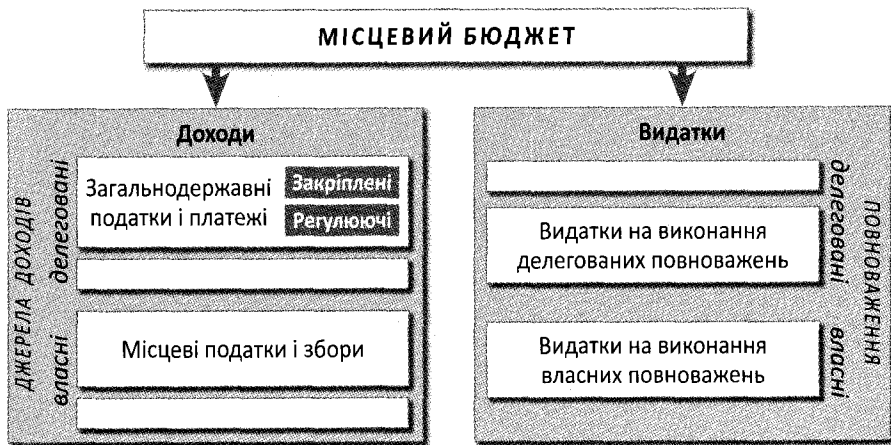 МІСЦЕВИЙ БЮДЖЕТ
Доходи
ДЖЕРЕЛА ДОХОДІВ
делеговані
Загальнодержавні
податки і платежі
Закріплені
Регулюючі
власні
Місцеві податки і збори
Видатки
делеговані
Видатки на виконання
делегованих повноважень
власні
Видатки на виконання
власних повноважень
ПОВНОВАЖЕННЯ